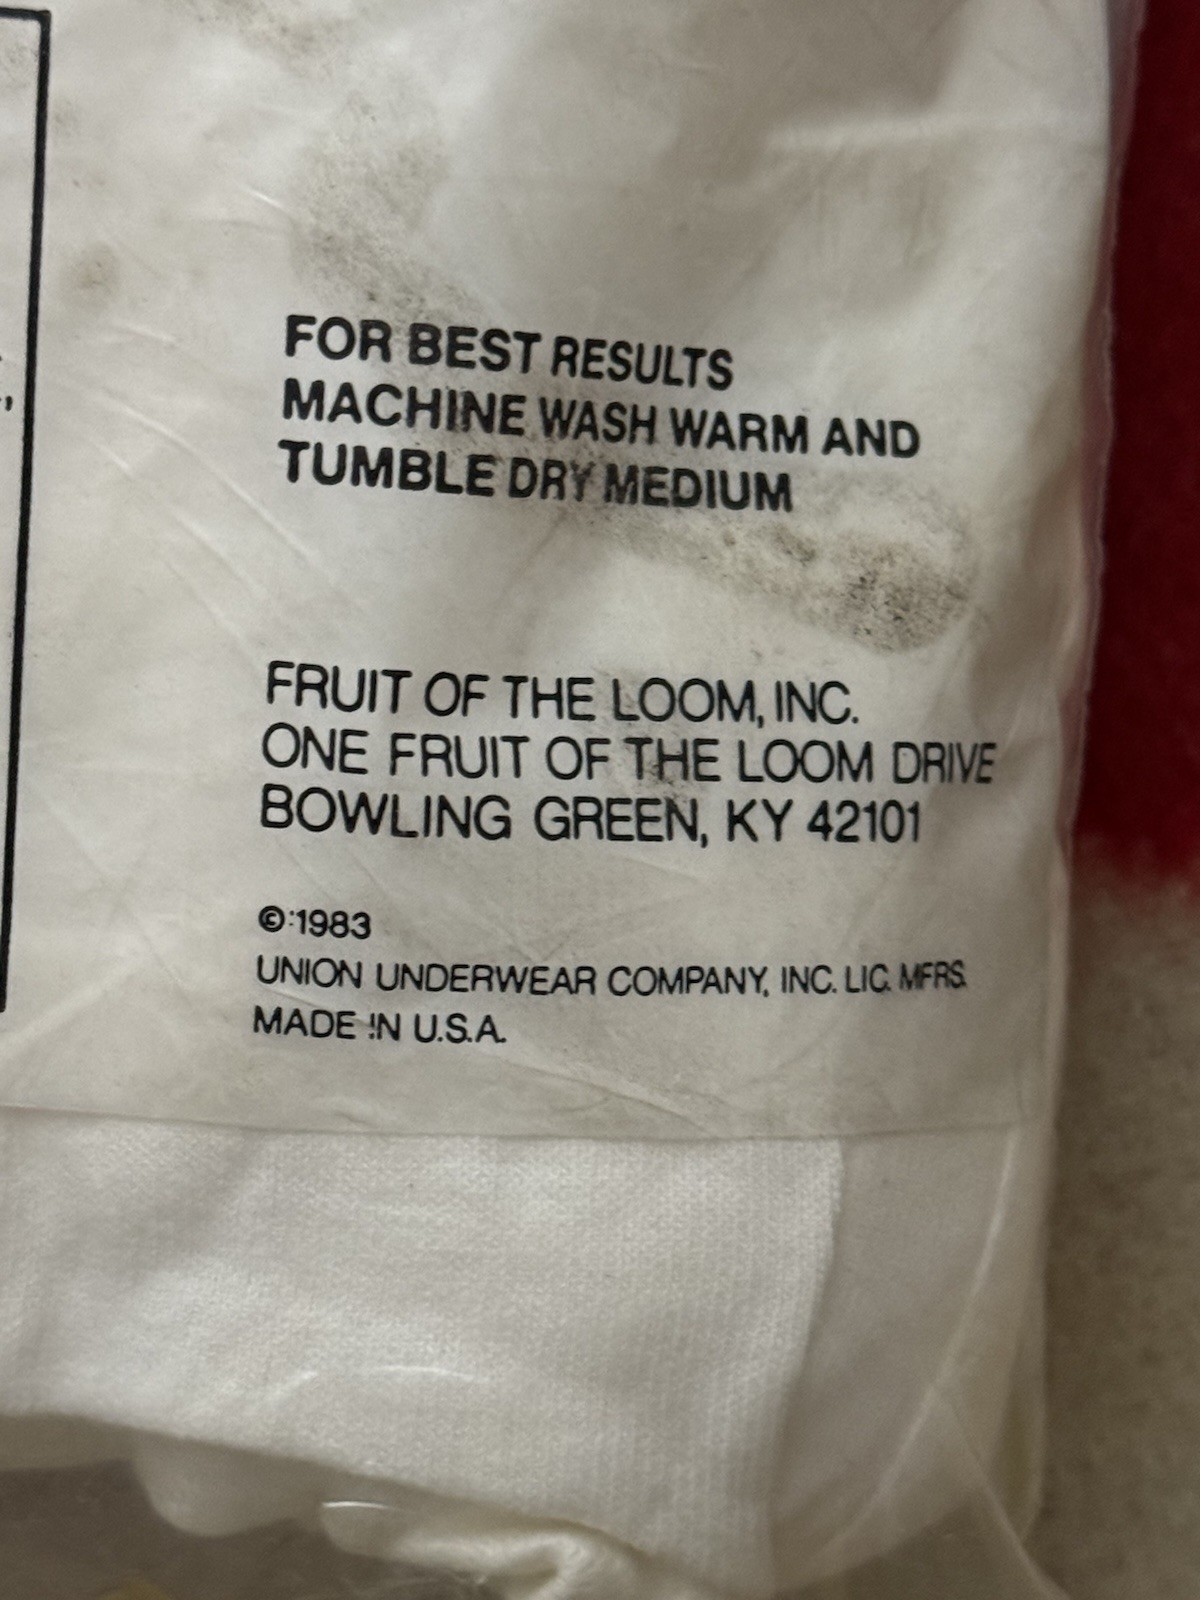 FOR BEST RESULTS
MACHINE WASH WARM AND
TUMBLE DRY MEDIUM
FRUIT OF THE LOOM, INC.
ONE FRUIT OF THE LOOM DRIVE
BOWLING GREEN, KY 42101
©:1983
UNION UNDERWEAR COMPANY, INC. LIC. MFRS.
MADE IN U.S.A.